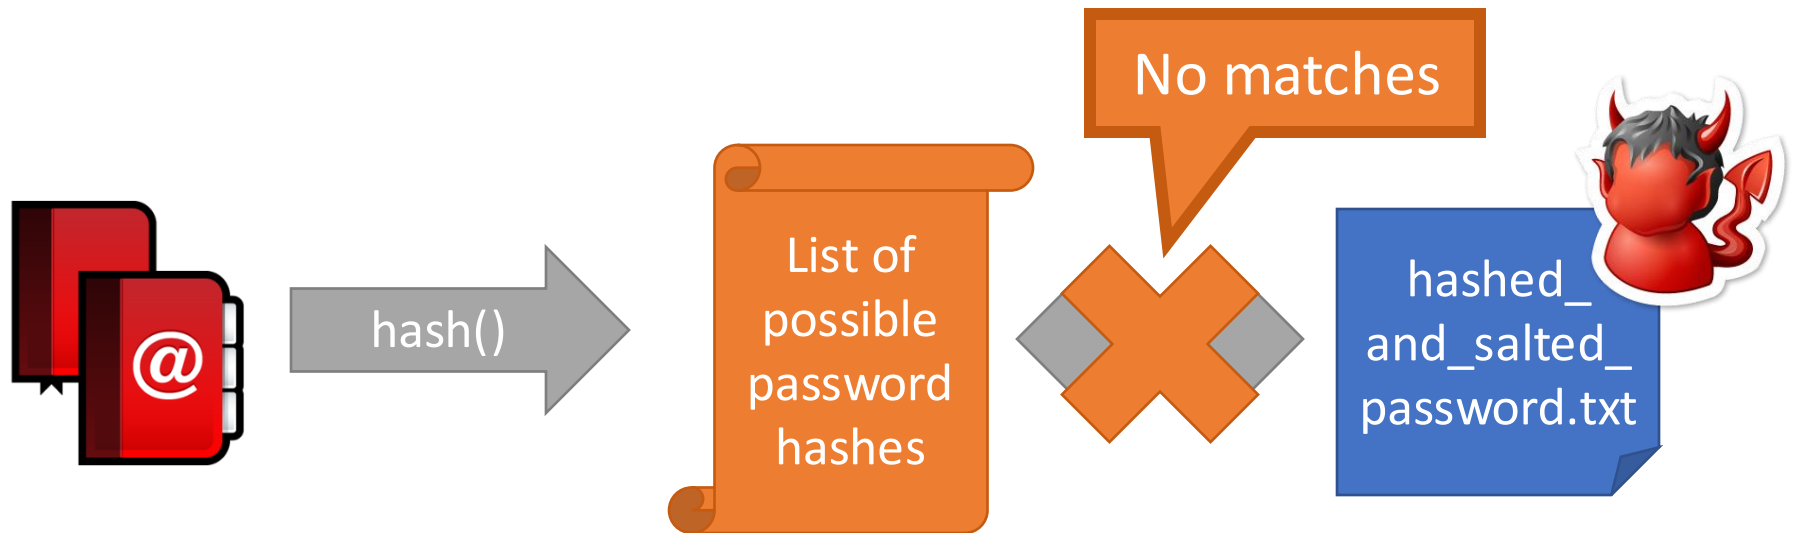 No matches
@
hash()
List of
possible
password
hashes
hashed_
and_salted_
password.txt